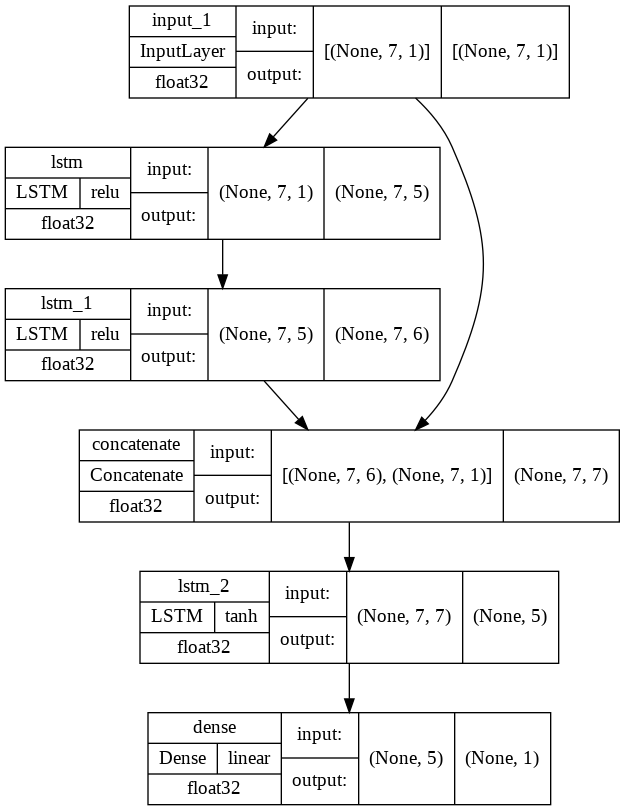 input_1
InputLayer
float32
input:
output:
[(None, 7, 1)]
[(None, 7, 1)]
lstm
LSTM relu
float32
input:
output:
(None, 7, 1)
(None, 7, 5)
lstm_1
LSTM relu
float32
input:
output:
(None, 7, 5)
(None, 7, 6)
concatenate
Concatenate
float32
input:
output:
[(None, 7, 6), (None, 7, 1)]
(None, 7, 7)
lstm_2
LSTM tanh
float32
input:
output:
(None, 7, 7)
(None, 5)
dense
Dense linear
float32
input:
output:
(None, 5)
(None, 1)